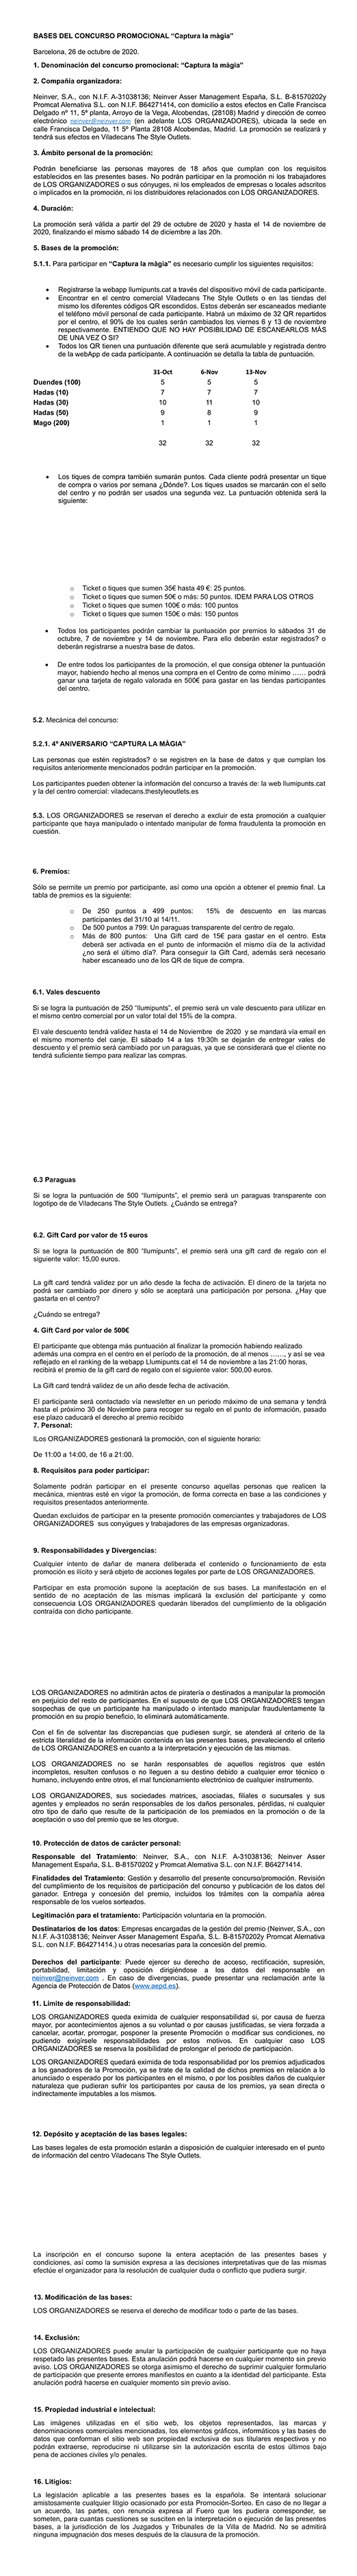 BASES DEL CONCURSO PROMOCIONAL “Captura la màgia”
Barcelona, 26 de octubre de 2020.
1. Denominación del concurso promocional: “Captura la màgia”
2. Compañía organizadora:
Neinver, S.A., con N.I.F. A-31038136; Neinver Asser Management España, S.L. B-81570202y
Promcat Alernativa S.L. con N.I.F. B64271414, con domicilio a estos efectos en Calle Francisca
Delgado nº 11, 5º planta, Arroyo de la Vega, Alcobendas, (28108) Madrid y dirección de correo
electrónico neinver@neinver.com (en adelante LOS ORGANIZADORES), ubicada la sede en
calle Francisca Delgado, 11 5º Planta 28108 Alcobendas, Madrid. La promoción se realizará y
tendrá sus efectos en Viladecans The Style Outlets.
3. Ámbito personal de la promoción:
Podrán beneficiarse las personas mayores de 18 años que cumplan con los requisitos
establecidos en las presentes bases. No podrán participar en la promoción ni los trabajadores
de LOS ORGANIZADORES o sus cónyuges, ni los empleados de empresas o locales adscritos
o implicados en la promoción, ni los distribuidores relacionados con LOS ORGANIZADORES.
4. Duración:
La promoción será válida a partir del 29 de octubre de 2020 y hasta el 14 de noviembre de
2020, finalizando el mismo sábado 14 de diciembre a las 20h.
5. Bases de la promoción:
5.1.1. Para participar en “Captura la màgia” es necesario cumplir los siguientes requisitos:
• Registrarse la webapp llumipunts.cat a través del dispositivo móvil de cada participante.
• Encontrar en el centro comercial Viladecans The Style Outlets o en las tiendas del
mismo los diferentes códigos QR escondidos. Estos deberán ser escaneados mediante
el teléfono móvil personal de cada participante. Habrá un máximo de 32 QR repartidos
por el centro, el 90% de los cuales serán cambiados los viernes 6 y 13 de noviembre
respectivamente. ENTIENDO QUE NO HAY POSIBILIDAD DE ESCANEARLOS MÁS
DE UNA VEZ O SI?
• Todos los QR tienen una puntuación diferente que será acumulable y registrada dentro
de la webApp de cada participante. A continuación se detalla la tabla de puntuación.
31-Oct 6-Nov 13-Nov
Duendes (100) 5 5 5
Hadas (10) 7 7 7
Hadas (30) 10 11 10
Hadas (50) 9 8 9
Mago (200) 1 1 1
32 32 32
• Los tiques de compra también sumarán puntos. Cada cliente podrá presentar un tique
de compra o varios por semana ¿Dónde?. Los tiques usados se marcarán con el sello
del centro y no podrán ser usados una segunda vez. La puntuación obtenida será la
siguiente:
o Ticket o tiques que sumen 35€ hasta 49 €: 25 puntos.
o Ticket o tiques que sumen 50€ o más: 50 puntos. IDEM PARA LOS OTROS
o Ticket o tiques que sumen 100€ o más: 100 puntos
o Ticket o tiques que sumen 150€ o más: 150 puntos
• Todos los participantes podrán cambiar la puntuación por premios lo sábados 31 de
octubre, 7 de noviembre y 14 de noviembre. Para ello deberán estar registrados? o
deberán registrarse a nuestra base de datos.
• De entre todos los participantes de la promoción, el que consiga obtener la puntuación
mayor, habiendo hecho al menos una compra en el Centro de como mínimo ...... podrá
ganar una tarjeta de regalo valorada en 500€ para gastar en las tiendas participantes
del centro.
5.2. Mecánica del concurso:
5.2.1. 4º ANIVERSARIO “CAPTURA LA MÀGIA”
Las personas que estén registrados? o se registren en la base de datos y que cumplan los
requisitos anteriormente mencionados podrán participar en la promoción.
Los participantes pueden obtener la información del concurso a través de: la web llumipunts.cat
y la del centro comercial: viladecans.thestyleoutlets.es
5.3. LOS ORGANIZADORES se reservan el derecho a excluir de esta promoción a cualquier
participante que haya manipulado o intentado manipular de forma fraudulenta la promoción en
cuestión.
6. Premios:
Sólo se permite un premio por participante, así como una opción a obtener el premio final. La
tabla de premios es la siguiente:
o De 250 puntos a 499 puntos: 15% de descuento en las marcas
participantes del 31/10 al 14/11.
o De 500 puntos a 799: Un paraguas transparente del centro de regalo.
o Más de 800 puntos: Una Gift card de 15€ para gastar en el centro. Esta
deberá ser activada en el punto de información el mismo día de la actividad
¿no será el último día?. Para conseguir la Gift Card, además será necesario
haber escaneado uno de los QR de tique de compra.
6.1. Vales descuento
Si se logra la puntuación de 250 “llumipunts”, el premio será un vale descuento para utilizar en
el mismo centro comercial por un valor total del 15% de la compra.
El vale descuento tendrá validez hasta el 14 de Noviembre de 2020 y se mandará vía email en
el mismo momento del canje. El sábado 14 a las 19:30h se dejarán de entregar vales de
descuento y el premio será cambiado por un paraguas, ya que se considerará que el cliente no
tendrá suficiente tiempo para realizar las compras.
6.3 Paraguas
Si se logra la puntuación de 500 “llumipunts”, el premio será un paraguas transparente con
logotipo de de Viladecans The Style Outlets. ¿Cuándo se entrega?
6.2. Gift Card por valor de 15 euros
Si se logra la puntuación de 800 “llumipunts”, el premio será una gift card de regalo con el
siguiente valor: 15,00 euros.
La gift card tendrá validez por un año desde la fecha de activación. El dinero de la tarjeta no
podrá ser cambiado por dinero y sólo se aceptará una participación por persona. ¿Hay que
gastarla en el centro?
¿Cuándo se entrega?
4. Gift Card por valor de 500€
El participante que obtenga más puntuación al finalizar la promoción habiendo realizado
además una compra en el centro en el período de la promoción, de al menos ......., y así se vea
reflejado en el ranking de la webapp Llumipunts.cat el 14 de noviembre a las 21:00 horas,
recibirá el premio de la gift card de regalo con el siguiente valor: 500,00 euros.
La Gift card tendrá validez de un año desde fecha de activación.
El participante será contactado vía newsletter en un periodo máximo de una semana y tendrá
hasta el próximo 30 de Noviembre para recoger su regalo en el punto de información, pasado
ese plazo caducará el derecho al premio recibido
7. Personal:
lLos ORGANIZADORES gestionará la promoción, con el siguiente horario:
De 11:00 a 14:00, de 16 a 21:00.
8. Requisitos para poder participar:
Solamente podrán participar en el presente concurso aquellas personas que realicen la
mecánica, mientras esté en vigor la promoción, de forma correcta en base a las condiciones y
requisitos presentados anteriormente.
Quedan excluidos de participar en la presente promoción comerciantes y trabajadores de LOS
ORGANIZADORES sus conyúgues y trabajadores de las empresas organizadoras.
9. Responsabilidades y Divergencias:
Cualquier intento de dañar de manera deliberada el contenido o funcionamiento de esta
promoción es ilícito y será objeto de acciones legales por parte de LOS ORGANIZADORES.
Participar en esta promoción supone la aceptación de sus bases. La manifestación en el
sentido de no aceptación de las mismas implicará la exclusión del participante y como
consecuencia LOS ORGANIZADORES quedarán liberados del cumplimiento de la obligación
contraída con dicho participante.
LOS ORGANIZADORES no admitirán actos de piratería o destinados a manipular la promoción
en perjuicio del resto de participantes. En el supuesto de que LOS ORGANIZADORES tengan
sospechas de que un participante ha manipulado o intentado manipular fraudulentamente la
promoción en su propio beneficio, lo eliminará automáticamente.
Con el fin de solventar las discrepancias que pudiesen surgir, se atenderá al criterio de la
estricta literalidad de la información contenida en las presentes bases, prevaleciendo el criterio
de LOS ORGANIZADORES en cuanto a la interpretación y ejecución de las mismas.
LOS ORGANIZADORES no se harán responsables de aquellos registros que estén
incompletos, resulten confusos o no lleguen a su destino debido a cualquier error técnico o
humano, incluyendo entre otros, el mal funcionamiento electrónico de cualquier instrumento.
LOS ORGANIZADORES, sus sociedades matrices, asociadas, filiales o sucursales y sus
agentes y empleados no serán responsables de los daños personales, pérdidas, ni cualquier
otro tipo de daño que resulte de la participación de los premiados en la promoción o de la
aceptación o uso del premio que le sea otorgado.
10. Protección de datos de carácter personal:
Responsable del Tratamiento: Neinver, S.A., con N.I.F. A-31038136; Neinver Asser
Management España, S.L. B-81570202 y Promcat Alernativa S.L. con N.I.F. B64271414.
Finalidades del Tratamiento: Gestión y desarrollo del presente concurso/promoción. Revisión
del cumplimiento de los requisitos de participación del concurso y publicación de los datos del
ganador. Entrega y concesión del premio, incluidos los trámites con la compañía aérea
responsable de los vuelos sorteados.
Legitimación para el tratamiento: Participación voluntaria en la promoción.
Destinatarios de los datos: Empresas encargadas de la gestión del premio (Neinver, S.A., con
N.I.F. A-31038136; Neinver Asser Management España, S.L. B-81570202y Promcat Alernativa
S.L. con N.I.F. B64271414.) u otras necesarias para la concesión del premio.
Derechos del participante: Puede ejercer su derecho de acceso, rectificación, supresión,
portabilidad, limitación y oposición dirigiéndose a los datos del responsable en
neinver@neinver.com . En caso de divergencias, puede presentar una reclamación ante la
Agencia de Protección de Datos (www.aepd.es).
11. Límite de responsabilidad:
LOS ORGANIZADORES queda eximida de cualquier responsabilidad si, por causa de fuerza
mayor, por acontecimientos ajenos a su voluntad o por causas justificadas, se viera forzada a
cancelar, acortar, prorrogar, posponer la presente Promoción o modificar sus condiciones, no
pudiendo exigírsele responsabilidades por estos motivos. En cualquier caso LOS
ORGANIZADORES se reserva la posibilidad de prolongar el período de participación.
LOS ORGANIZADORES quedará eximida de toda responsabilidad por los premios adjudicados
a los ganadores de la Promoción, ya se trate de la calidad de dichos premios en relación a lo
anunciado o esperado por los participantes en el mismo, o por los posibles daños de cualquier
naturaleza que pudieran sufrir los participantes por causa de los premios, ya sean directa o
indirectamente imputables a los mismos.
12. Depósito y aceptación de las bases legales:
Las bases legales de esta promoción estarán a disposición de cualquier interesado en el punto
de información del centro Viladecans The Style Outlets.
La inscripción en el concurso supone la entera aceptación de las presentes bases y
condiciones, así como la sumisión expresa a las decisiones interpretativas que de las mismas
efectúe el organizador para la resolución de cualquier duda o conflicto que pudiera surgir.
13. Modificación de las bases:
LOS ORGANIZADORES se reserva el derecho de modificar todo o parte de las bases.
14. Exclusión:
LOS ORGANIZADORES puede anular la participación de cualquier participante que no haya
respetado las presentes bases. Esta anulación podrá hacerse en cualquier momento sin previo
aviso. LOS ORGANIZADORES se otorga asimismo el derecho de suprimir cualquier formulario
de participación que presente errores manifiestos en cuanto a la identidad del participante. Esta
anulación podrá hacerse en cualquier momento sin previo aviso.
15. Propiedad industrial e intelectual:
Las imágenes utilizadas en el sitio web, los objetos representados, las marcas y
denominaciones comerciales mencionadas, los elementos gráficos, informáticos y las bases de
datos que conforman el sitio web son propiedad exclusiva de sus titulares respectivos y no
podrán extraerse, reproducirse ni utilizarse sin la autorización escrita de estos últimos bajo
pena de acciones civiles y/o penales.
16. Litigios:
La legislación aplicable a las presentes bases es la española. Se intentará solucionar
amistosamente cualquier litigio ocasionado por esta Promoción-Sorteo. En caso de no llegar a
un acuerdo, las partes, con renuncia expresa al Fuero que les pudiera corresponder, se
someten, para cuantas cuestiones se susciten en la interpretación o ejecución de las presentes
bases, a la jurisdicción de los Juzgados y Tribunales de la Villa de Madrid. No se admitirá
ninguna impugnación dos meses después de la clausura de la promoción.